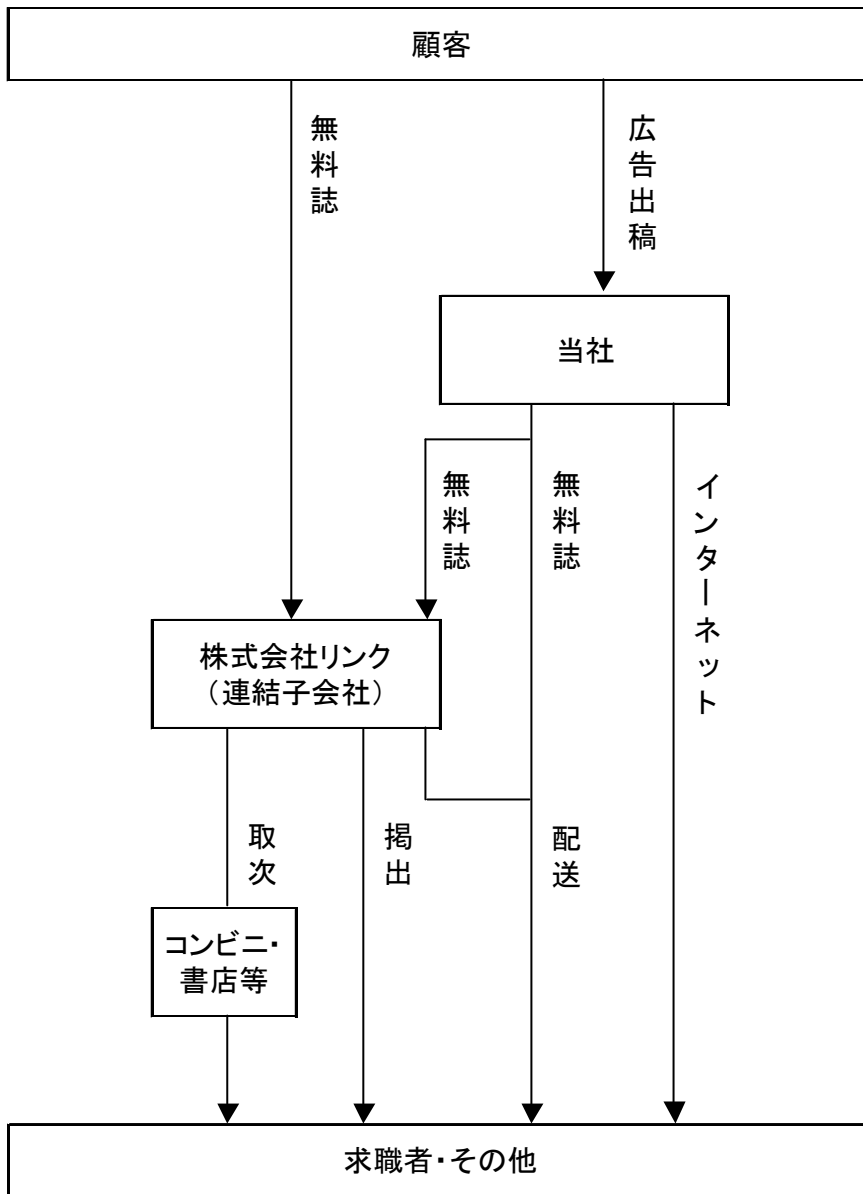 顧客
無料誌
広告出稿
当社
無料誌
無料誌
インターネット
株式会社リンク
（連結子会社）
取次
掲出
配送
コンビニ・
書店等
求職者・その他